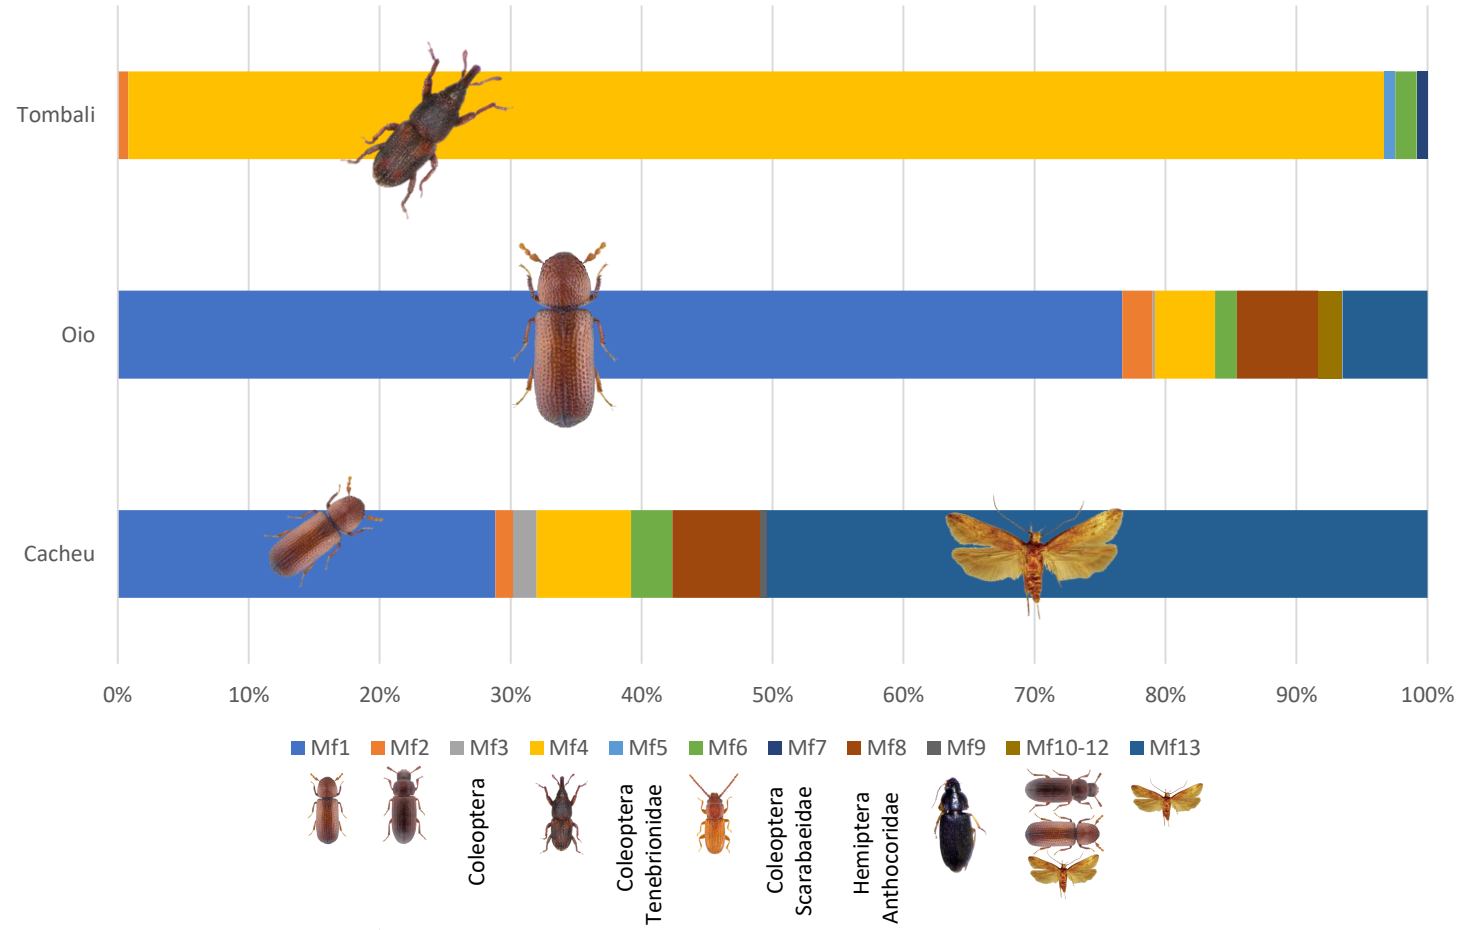 Tombali
Oio
Cacheu
0% 10% 20% 30% 40% 50% 60% 70% 80% 90% 100%
Mf1 Mf2 Mf3 Mf4 Mf5 Mf6 Mf7 Mf8 Mf9 Mf10-12 Mf13
Coleoptera
Coleoptera
Tenebrionidae
Coleoptera
Scarabaeidae
Hemiptera
Anthocoridae